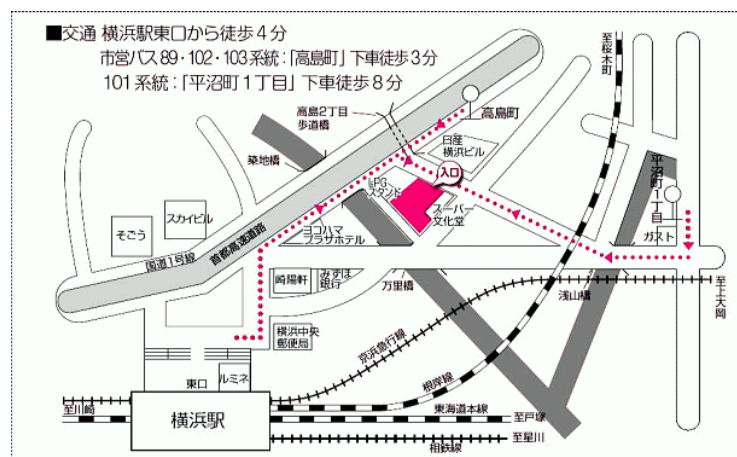 ■交通 横浜駅東口から徒歩4分
市営バス89・102・103系統:「高島町」下車徒歩3分
101系統:「平沼町1丁目」下車徒歩8分
至桜木町
高島2丁目
歩道橋
高島町
築地橋
日産
横浜ビル
入口
平沼町1丁目
LPG
スタンド
スーパー
文化堂
スカイビル
そごう
ヨコハマ
プラザホテル
ガスト
国道1号線
首都高速道路
崎陽軒
みずほ
銀行
万里橋
浅山橋
至上大岡
横浜中央
郵便局
京浜急行線
東口
ルミネ
根岸線
至川崎
横浜駅
東海道本線
至戸塚
相鉄線
至星川